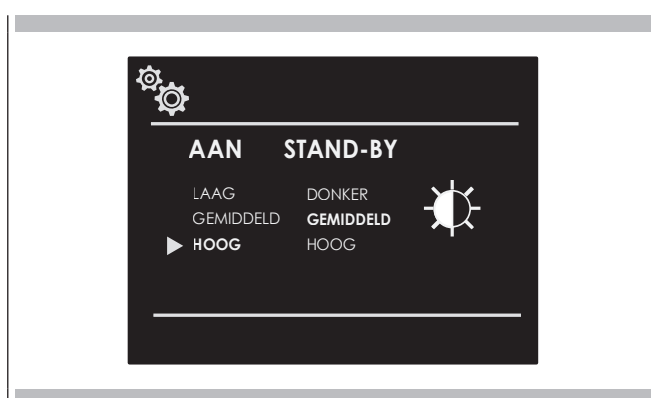 AAN STAND-BY
LAAG DONKER
GEMIDDELD GEMIDDELD
HOOG HOOG